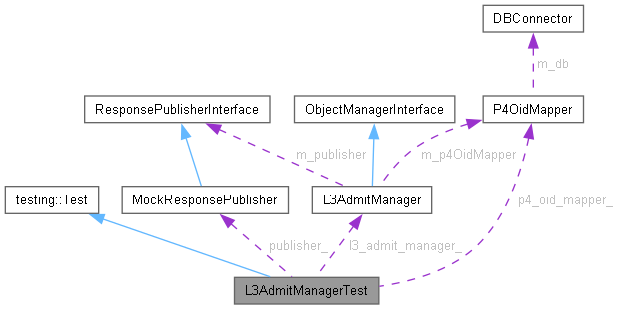 DBConnector
m_db
ResponsePublisherInterface
ObjectManagerInterface
P4OidMapper
m_publisher
m_p4OidMapper
testing::Test
MockResponsePublisher
L3AdmitManager
p4_oid_mapper_
publisher_
l3_admit_manager_
L3AdmitManagerTest